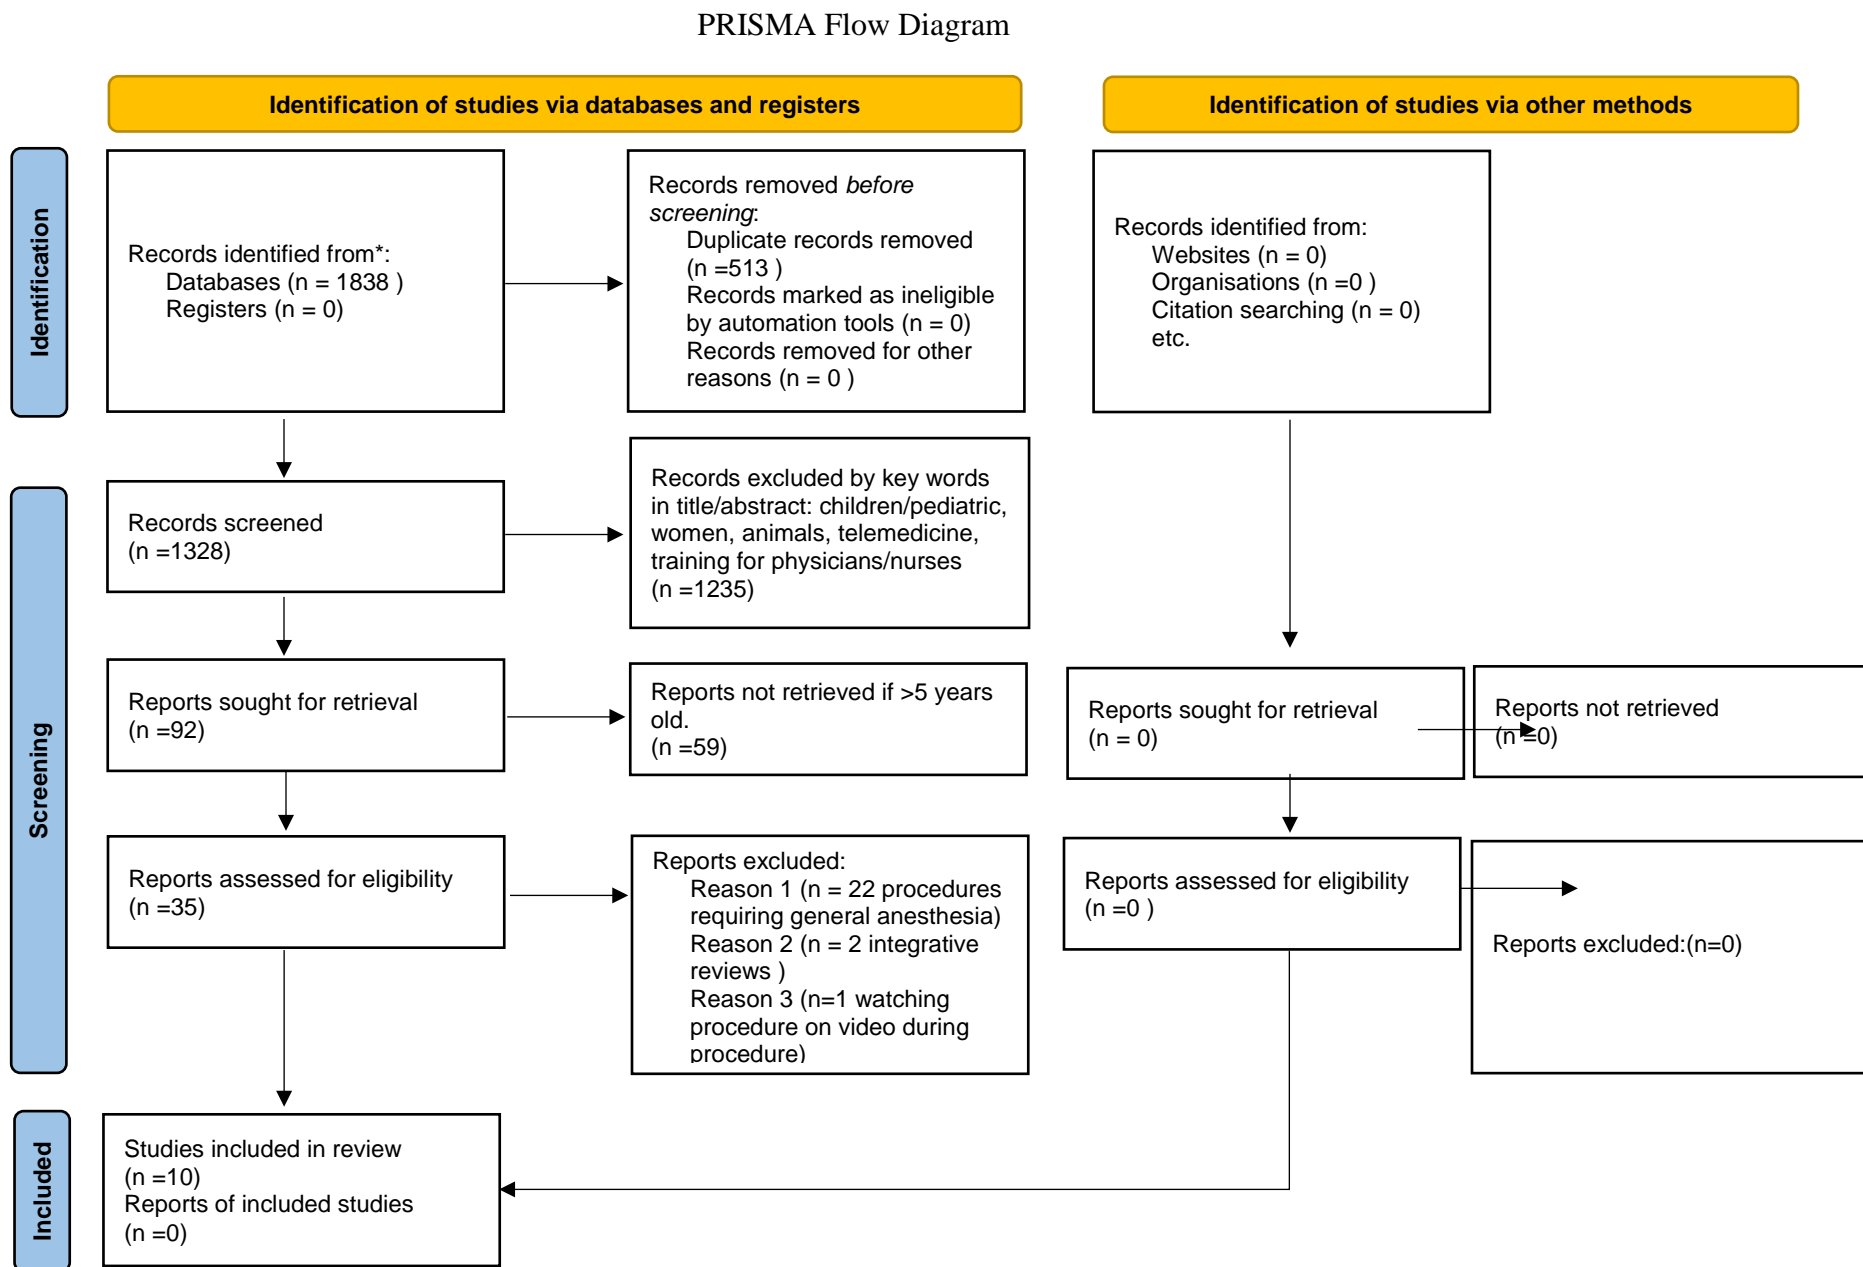 PRISMA Flow Diagram
Identification of studies via databases and registers
Identification of studies via other methods
Identification
Records identified from*:
Databases (n = 1838 )
Registers (n = 0)
Records removed before
screening:
Duplicate records removed
(n =513 )
Records marked as ineligible
by automation tools (n = 0)
Records removed for other
reasons (n = 0 )
Records identified from:
Websites (n = 0)
Organisations (n =0 )
Citation searching (n = 0)
etc.
Screening
Records screened
(n =1328)
Records excluded by key words
in title/abstract: children/pediatric,
women, animals, telemedicine,
training for physicians/nurses
(n =1235)
Reports sought for retrieval
(n =92)
Reports not retrieved if >5 years
old.
(n =59)
Reports sought for retrieval
(n = 0)
Reports not retrieved
(n =0)
Reports assessed for eligibility
(n =35)
Reports excluded:
Reason 1 (n = 22 procedures
requiring general anesthesia)
Reason 2 (n = 2 integrative
reviews )
Reason 3 (n=1 watching
procedure on video during
procedure)
Reports assessed for eligibility
(n =0 )
Reports excluded:(n=0)
Included
Studies included in review
(n =10)
Reports of included studies
(n =0)